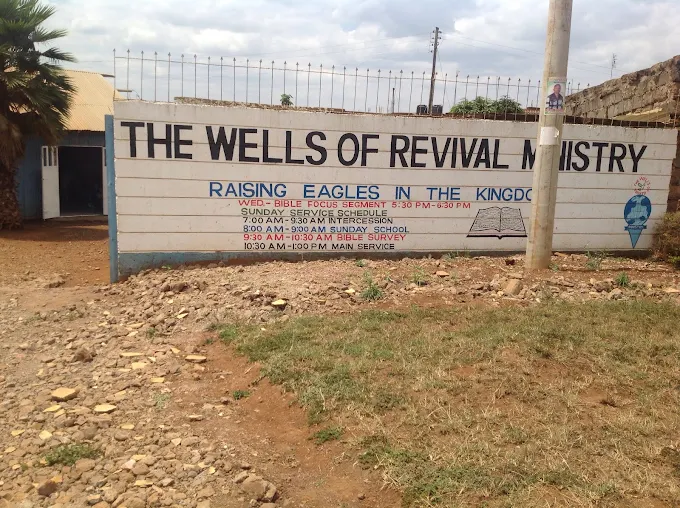 THE WELLS OF REVIVAL MINISTRY
RAISING EAGLES IN THE KINGDO
WED.- BIBLE FOCUS SEGMENT 5:30 PM-6:30 PM
SUNDAY SERVICE SCHEDULE
7:00 AM - 9:30 AM INTERCESSION
8:00 AM - 9:00 AM SUNDAY SCHOOL
9:30 AM -10:30 AM BIBLE SURVEY
10:30 AM -1:00 PM MAIN SERVICE